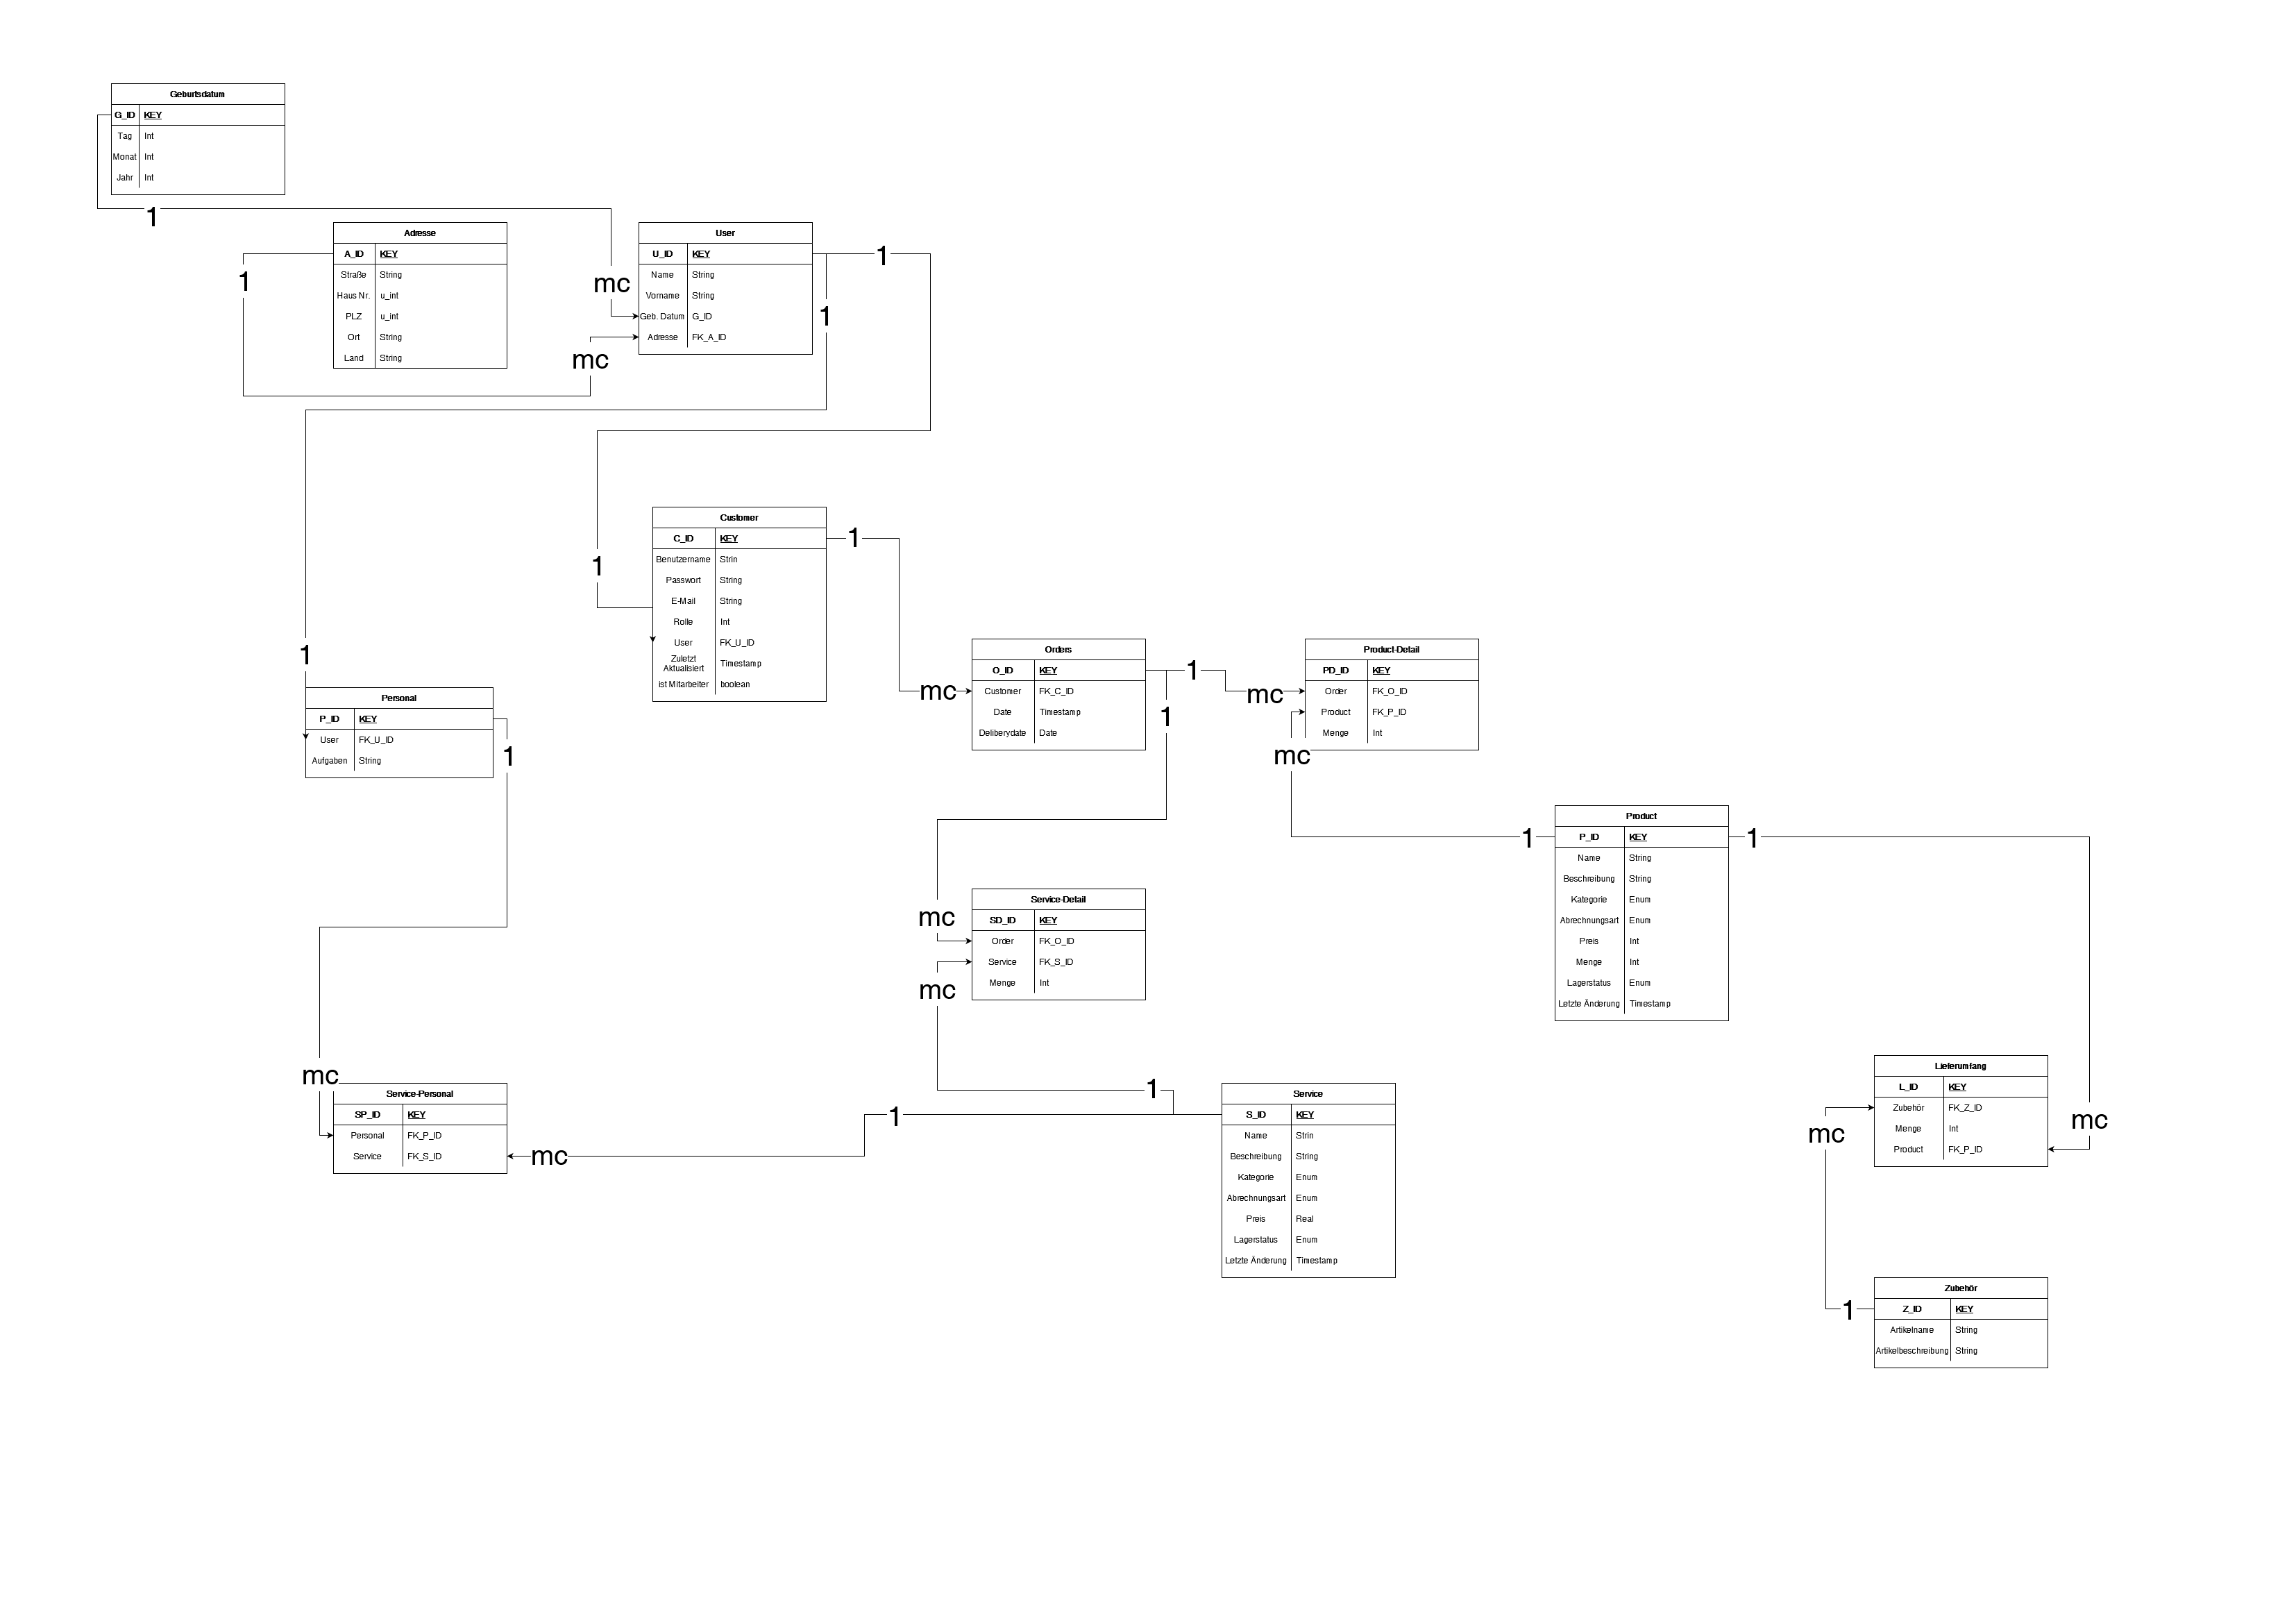 Geburtsdatum
G_ID KEY
Tag Int
Monat Int
Jahr Int
1
Adresse
A_ID KEY
Straße String
Haus Nr. u_int
PLZ u_int
Ort String
Land String
1
mc
mc
User
U_ID KEY
Name String
Vorname String
Geb. Datum G_ID
Adresse FK_A_ID
1
1
Customer
C_ID KEY
Benutzername Strin
Passwort String
E-Mail String
Rolle Int
User FK_U_ID
Zuletzt
Aktualisiert Timestamp
ist Mitarbeiter boolean
1
1
mc
1
Personal
P_ID KEY
User FK_U_ID
Aufgaben String
1
Orders
O_ID KEY
Customer FK_C_ID
Date Timestamp
Deliberydate Date
1
1
mc
Product-Detail
PD_ID KEY
Order FK_O_ID
Product FK_P_ID
Menge Int
mc
1
Product
P_ID KEY
Name String
Beschreibung String
Kategorie Enum
Abrechnungsart Enum
Preis Int
Menge Int
Lagerstatus Enum
Letzte Änderung Timestamp
1
mc
Service-Detail
SD_ID KEY
Order FK_O_ID
Service FK_S_ID
Menge Int
mc
mc
Service-Personal
SP_ID KEY
Personal FK_P_ID
Service FK_S_ID
mc
1
1
Service
S_ID KEY
Name Strin
Beschreibung String
Kategorie Enum
Abrechnungsart Enum
Preis Real
Lagerstatus Enum
Letzte Änderung Timestamp
Lieferumfang
L_ID KEY
Zubehör FK_Z_ID
Menge Int
Product FK_P_ID
mc
mc
1
Zubehör
Z_ID KEY
Artikelname String
Artikelbeschreibung String